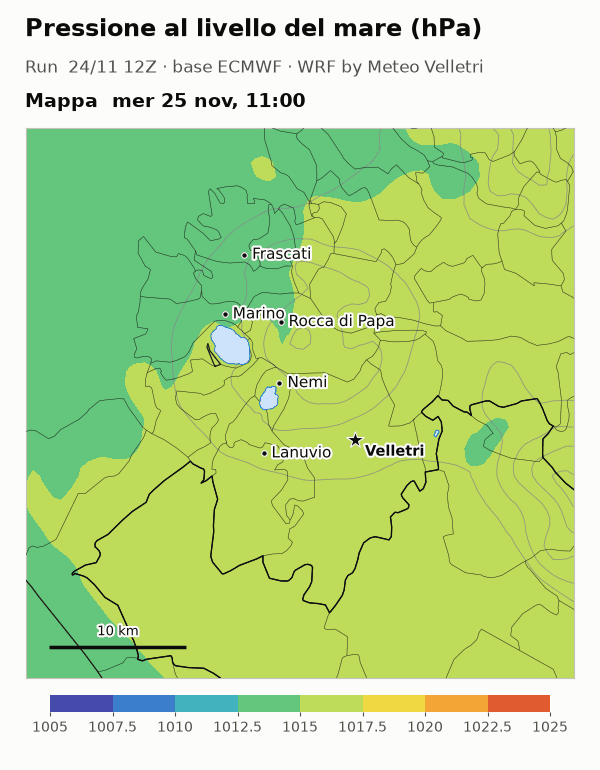 Pressione al livello del mare (hPa)
Run  24/11 12Z · base ECMWF · WRF by Meteo Velletri
Mappa  mer 25 nov, 11:00
Frascati
Marino
Rocca di Papa
Nemi
Velletri
Lanuvio
10 km
1005 1007.5 1010 1012.5 1015 1017.5 1020 1022.5 1025